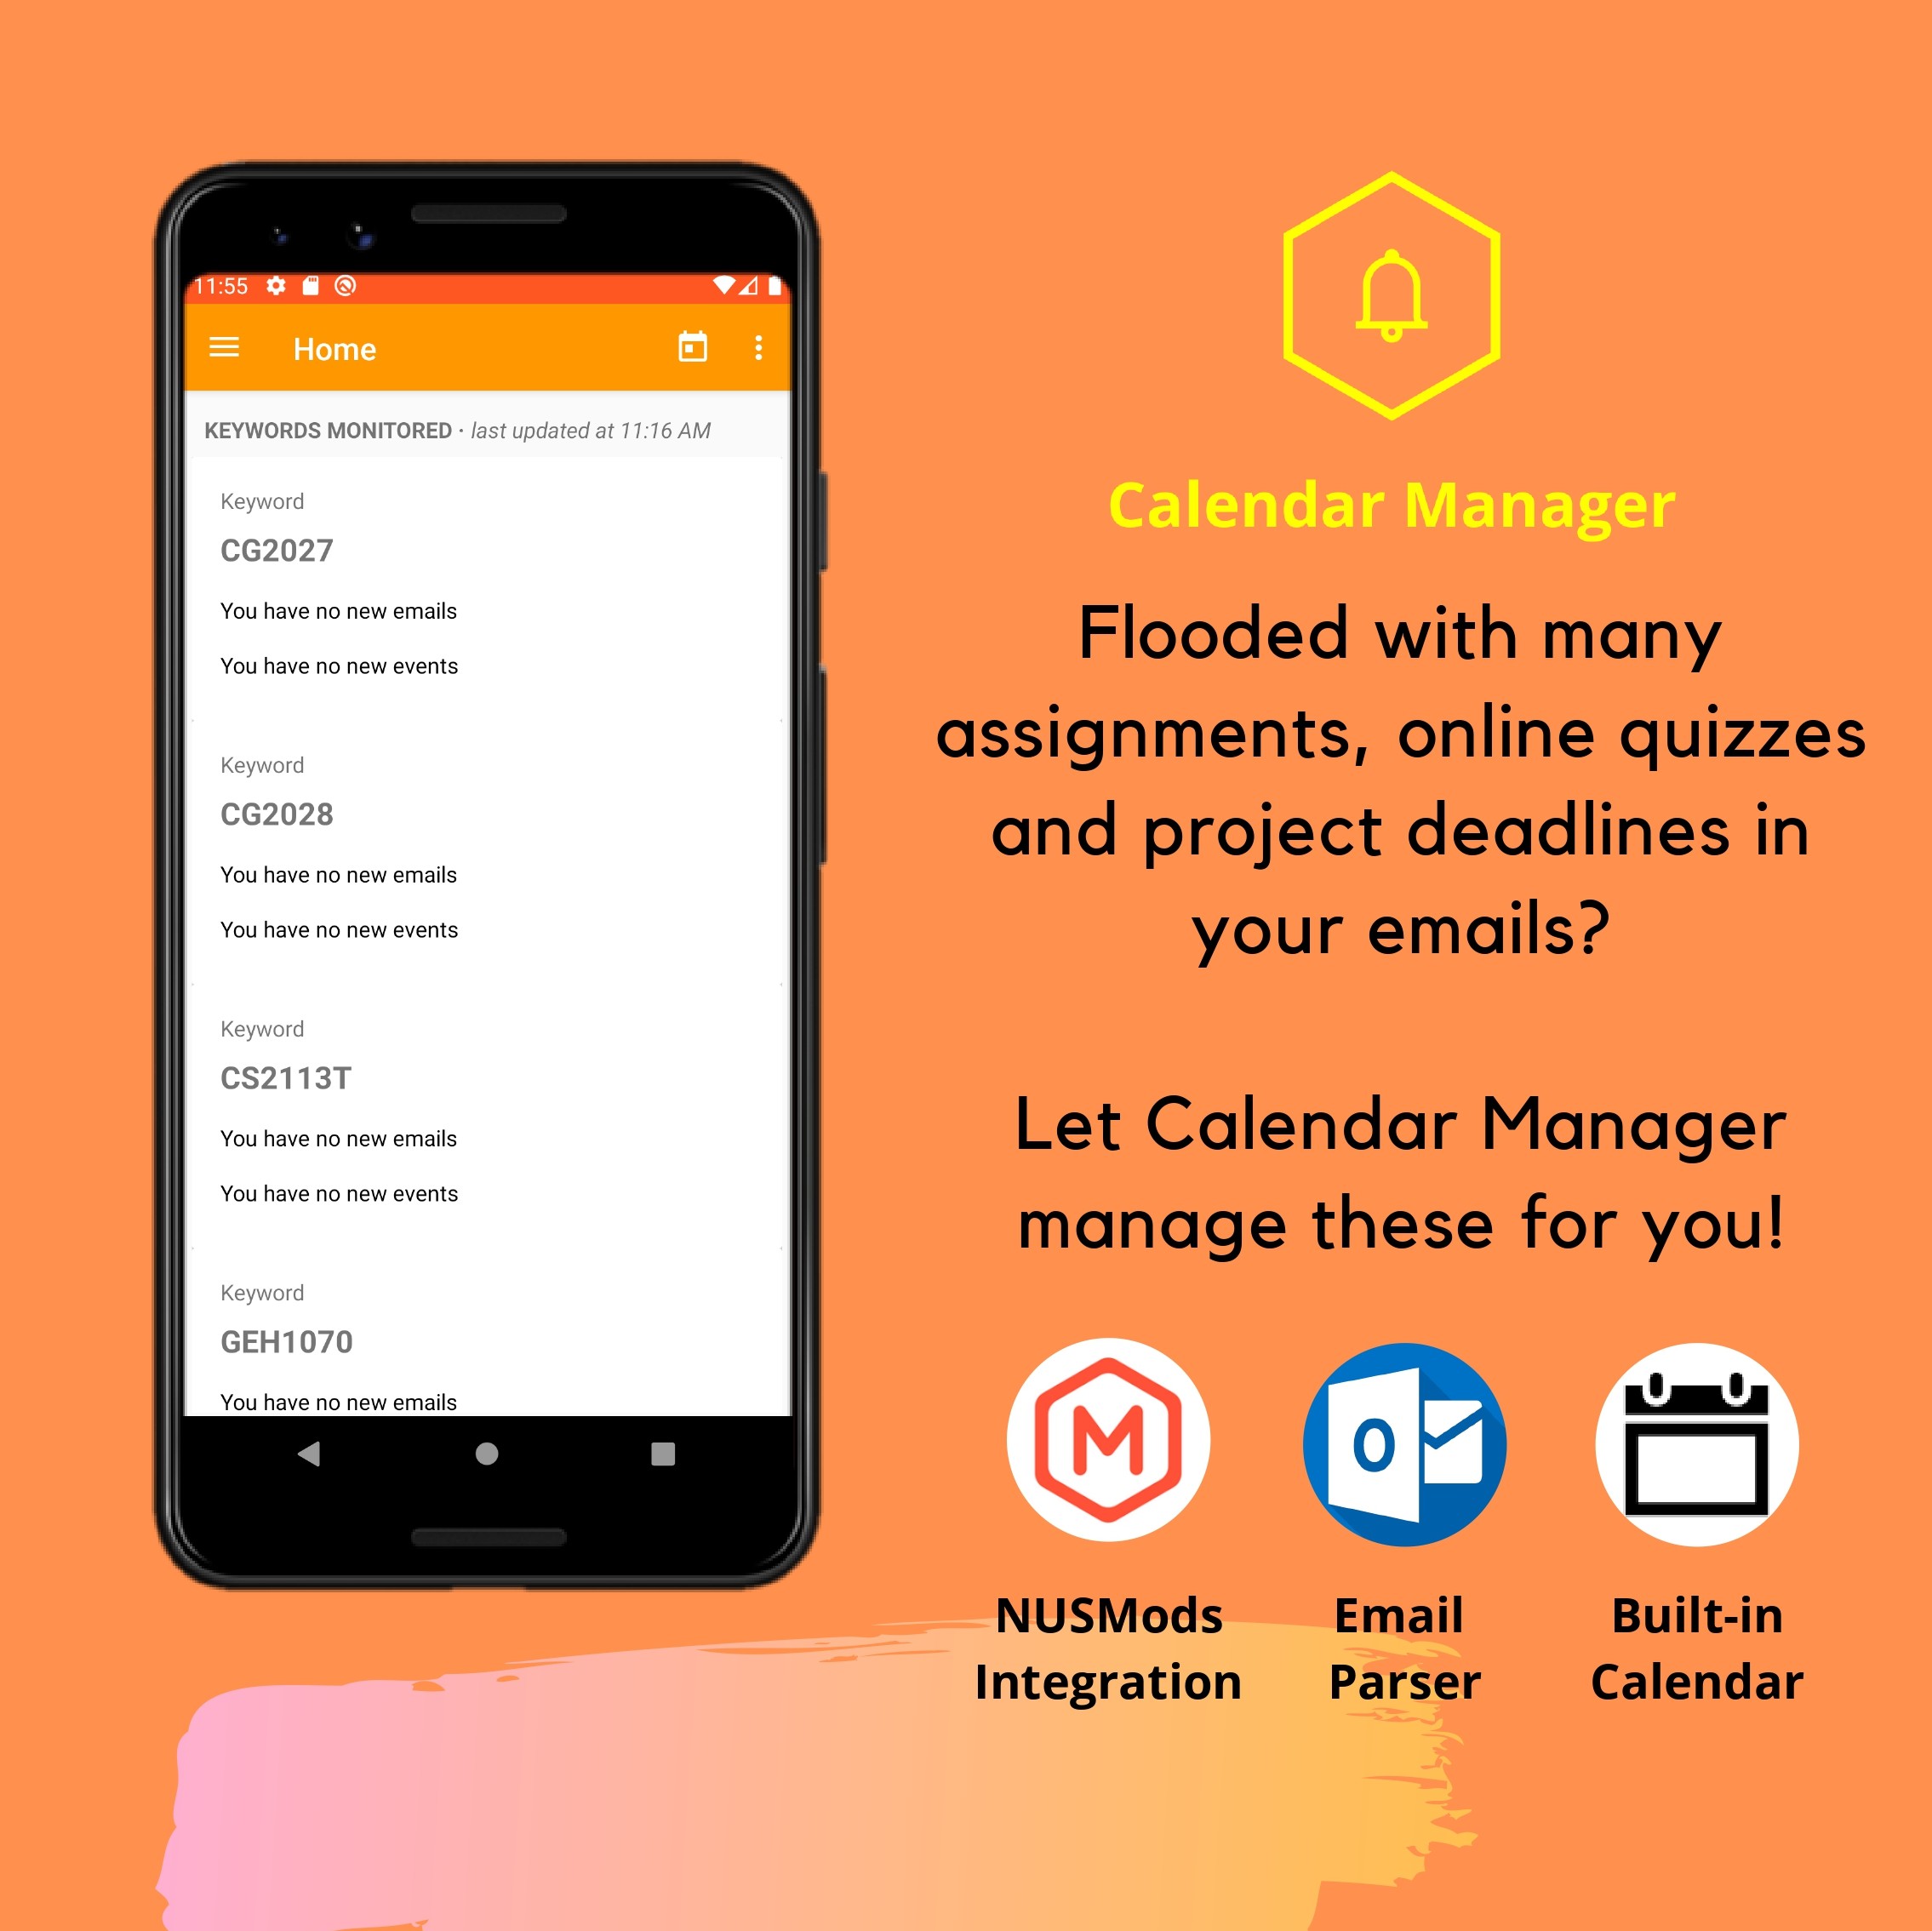 11:55
Home
KEYWORDS MONITORED · last updated at 11:16 AM
Keyword
CG2027
You have no new emails
You have no new events
Keyword
CG2028
You have no new emails
You have no new events
Keyword
CS2113T
You have no new emails
You have no new events
Keyword
GEH1070
You have no new emails
Calendar Manager
Flooded with many
assignments, online quizzes
and project deadlines in
your emails?
Let Calendar Manager
manage these for you!
M
O
NUSMods
Integration
Email
Parser
Built-in
Calendar